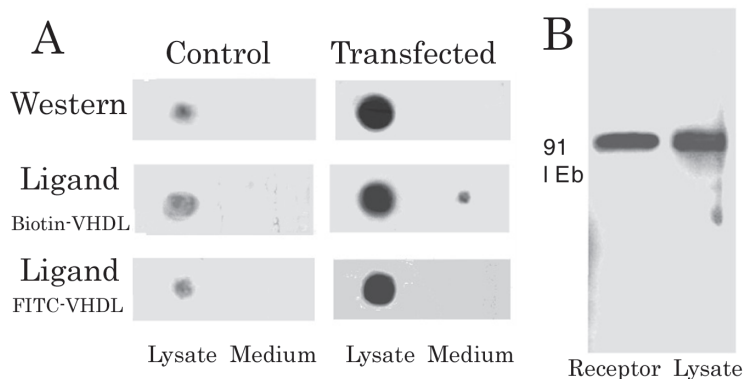 A
Control Transfected
Western
Ligand
Biotin-VHDL
Ligand
FITC-VHDL
Lysate Medium Lysate Medium
B
91
l Eb
Receptor Lysate